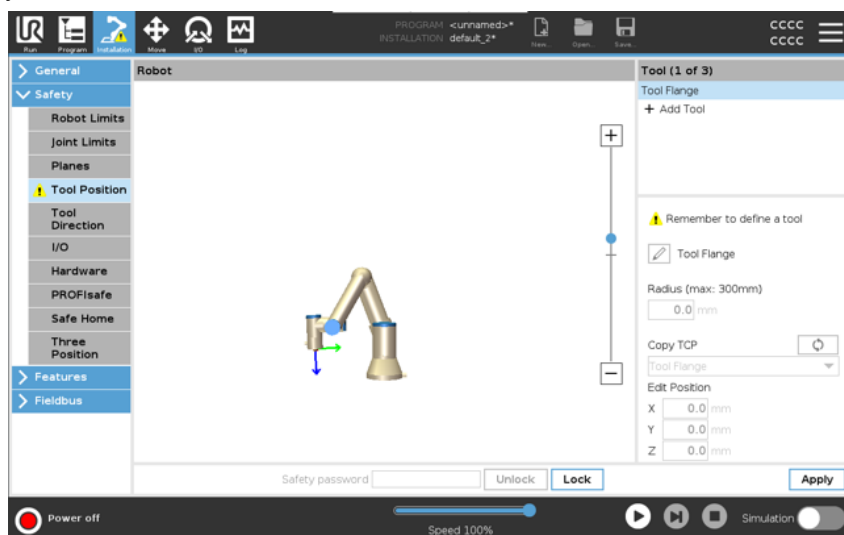 PROGRAM <unnamed>*
INSTALLATION default_2*
New...
Open...
Save...
CCCC
CCCC
UR
Run
Program
Installation
Move
I/O
Log
General
Safety
Robot Limits
Joint Limits
Planes
Tool Position
Tool
Direction
I/O
Hardware
PROFIsafe
Safe Home
Three
Position
Features
Fieldbus
Robot
Tool (1 of 3)
Tool Flange
+ Add Tool
Remember to define a tool
Tool Flange
Radius (max: 300mm)
0.0 mm
Copy TCP
Tool Flange
Edit Position
X 0.0 mm
Y 0.0 mm
Z 0.0 mm
Safety password
Unlock
Lock
Apply
Power off
Speed 100%
Simulation